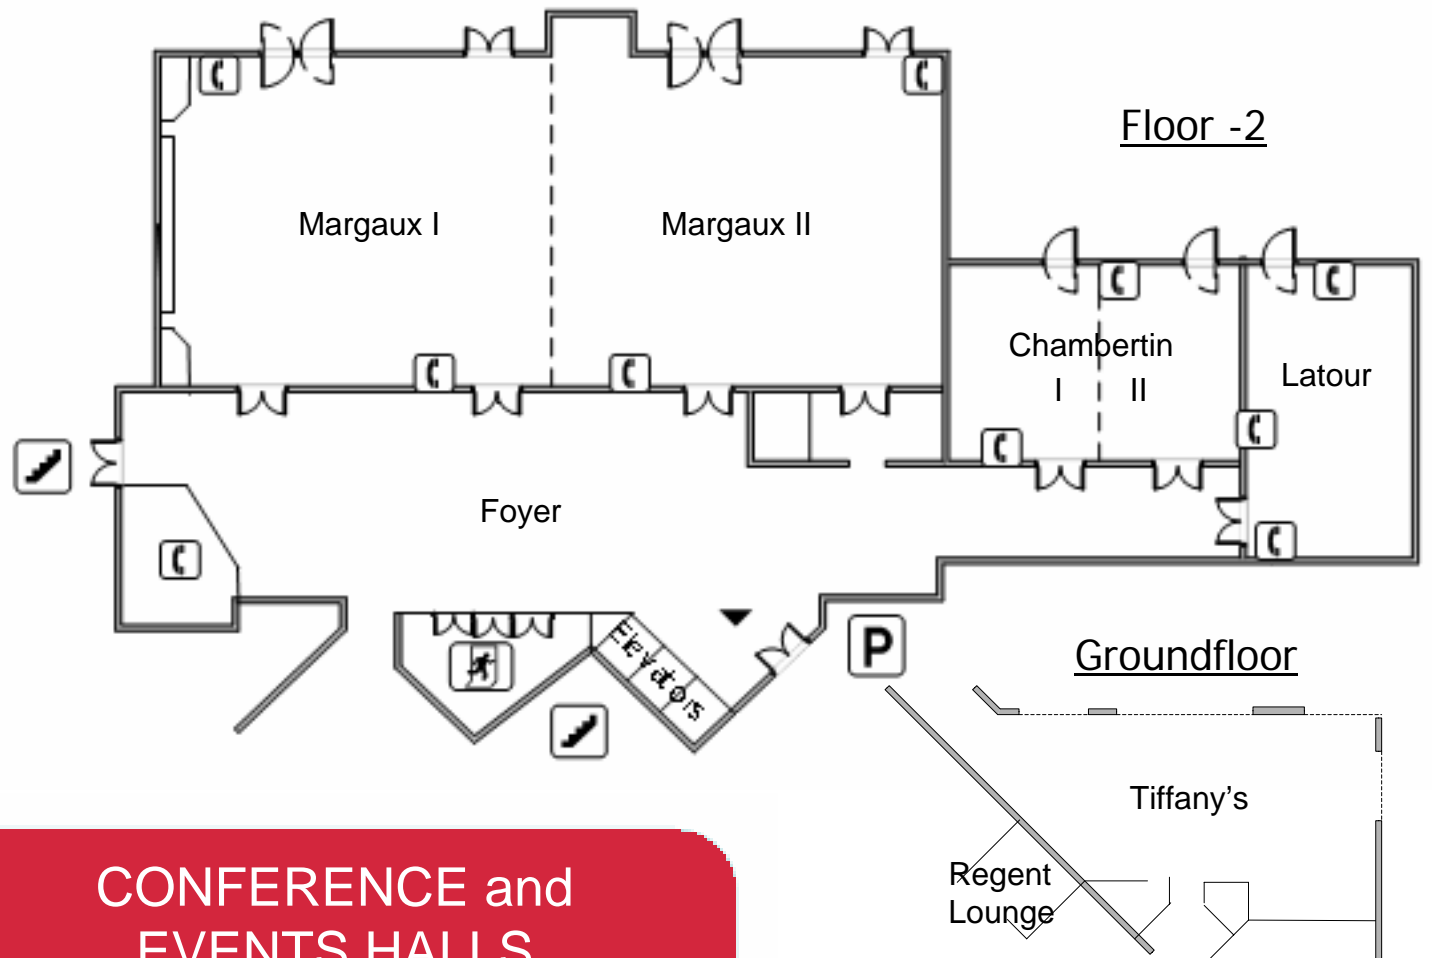 Floor -2
Margaux I
Margaux II
Chambertin
I II
Latour
Foyer
Elevators
P
Groundfloor
Tiffany's
Regent
Lounge
CONFERENCE and
EVENTS HALLS